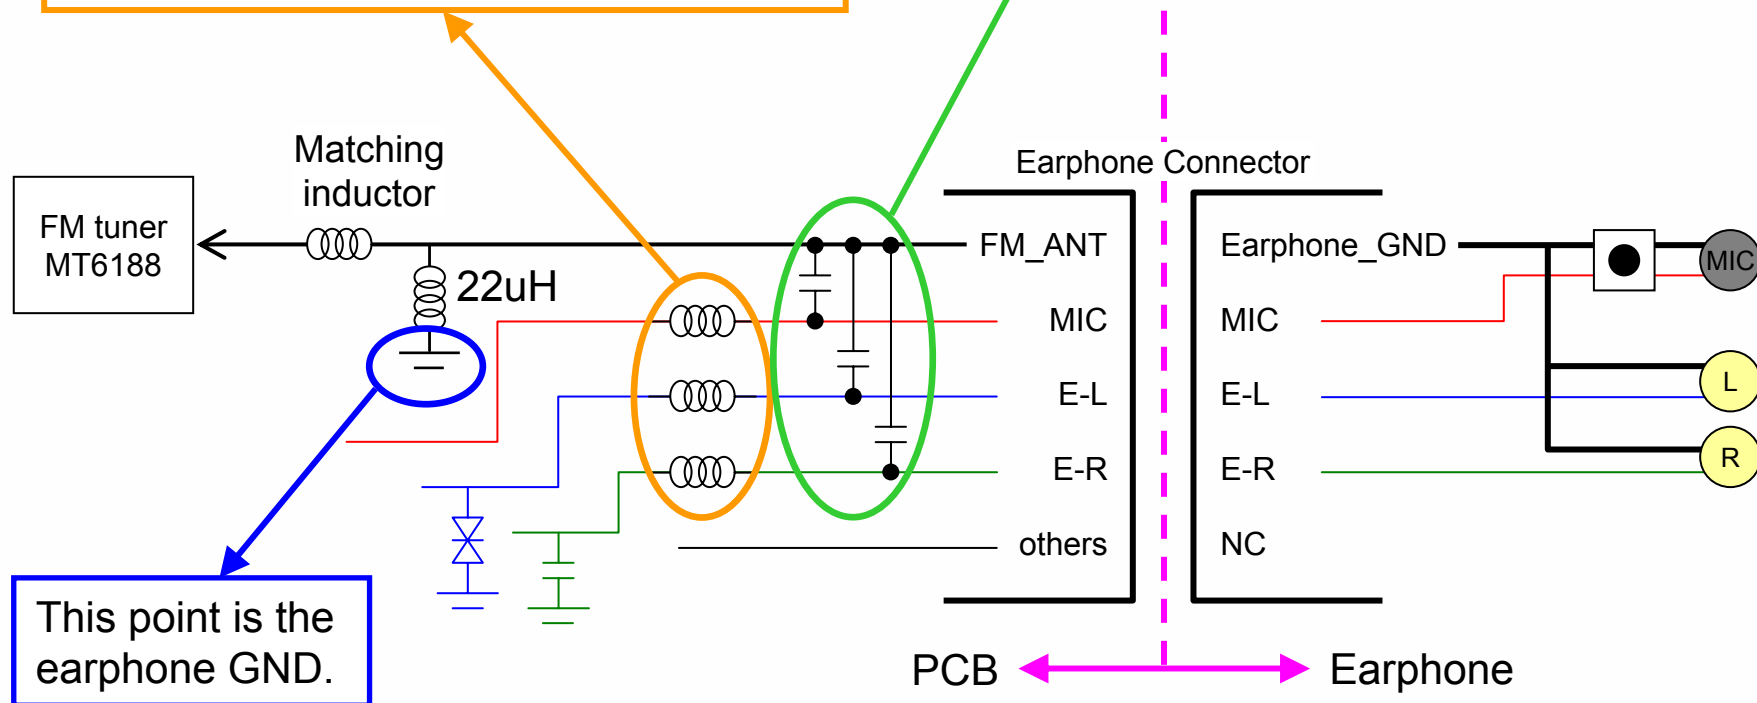 Matching
inductor
Earphone Connector
FM tuner
MT6188
22uH
FM_ANT
MIC
E-L
E-R
others
Earphone_GND
MIC
E-L
E-R
NC
MIC
L
R
This point is the
earphone GND.
PCB
Earphone